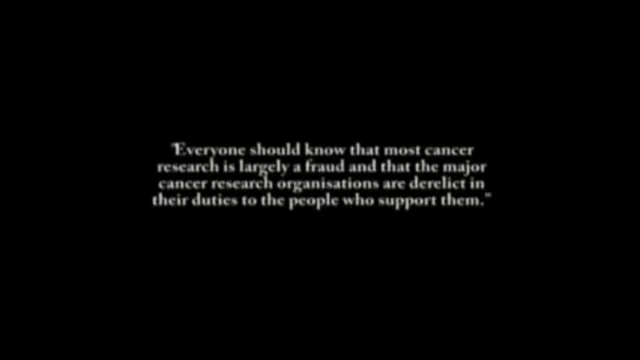 "Everyone should know that most cancer
research is largely a fraud and that the major
cancer research organisations are derelict in
their duties to the people who support them."